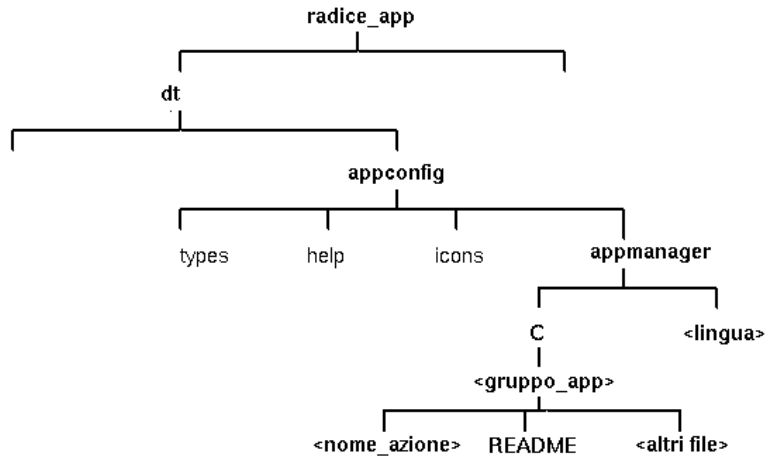 radice_app
dt
appconfig
types help icons appmanager
C <lingua>
<gruppo_app>
<nome_azione> README <altri file>